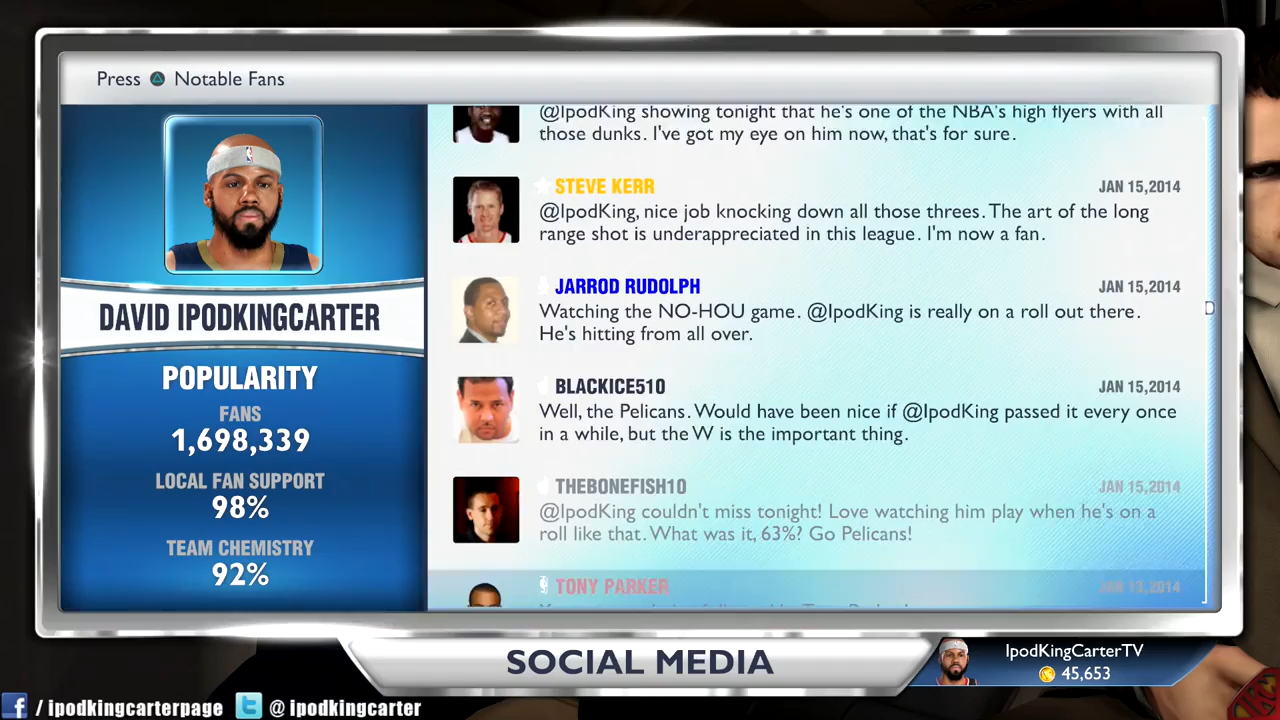 Press Notable Fans
DAVID IPODKINGCARTER
POPULARITY
FANS
1,698,339
LOCAL FAN SUPPORT
98%
TEAM CHEMISTRY
92%
@IpodKing showing tonight that he's one of the NBA's high flyers with all
those dunks. I've got my eye on him now, that's for sure.
STEVE KERR JAN 15,2014
@IpodKing, nice job knocking down all those threes. The art of the long
range shot is underappreciated in this league. I'm now a fan.
JARROD RUDOLPH JAN 15,2014
Watching the NO-HOU game. @IpodKing is really on a roll out there.
He's hitting from all over.
BLACKICE510 JAN 15,2014
Well, the Pelicans. Would have been nice if @IpodKing passed it every once
in a while, but the W is the important thing.
THEBONEFISH10 JAN 15,2014
@IpodKing couldn't miss tonight! Love watching him play when he's on a
roll like that. What was it, 63%? Go Pelicans!
TONY PARKER JAN 13,2014
SOCIAL MEDIA
IpodKingCarterTV
45,653
f / ipodkingcarterpage t @ ipodkingcarter